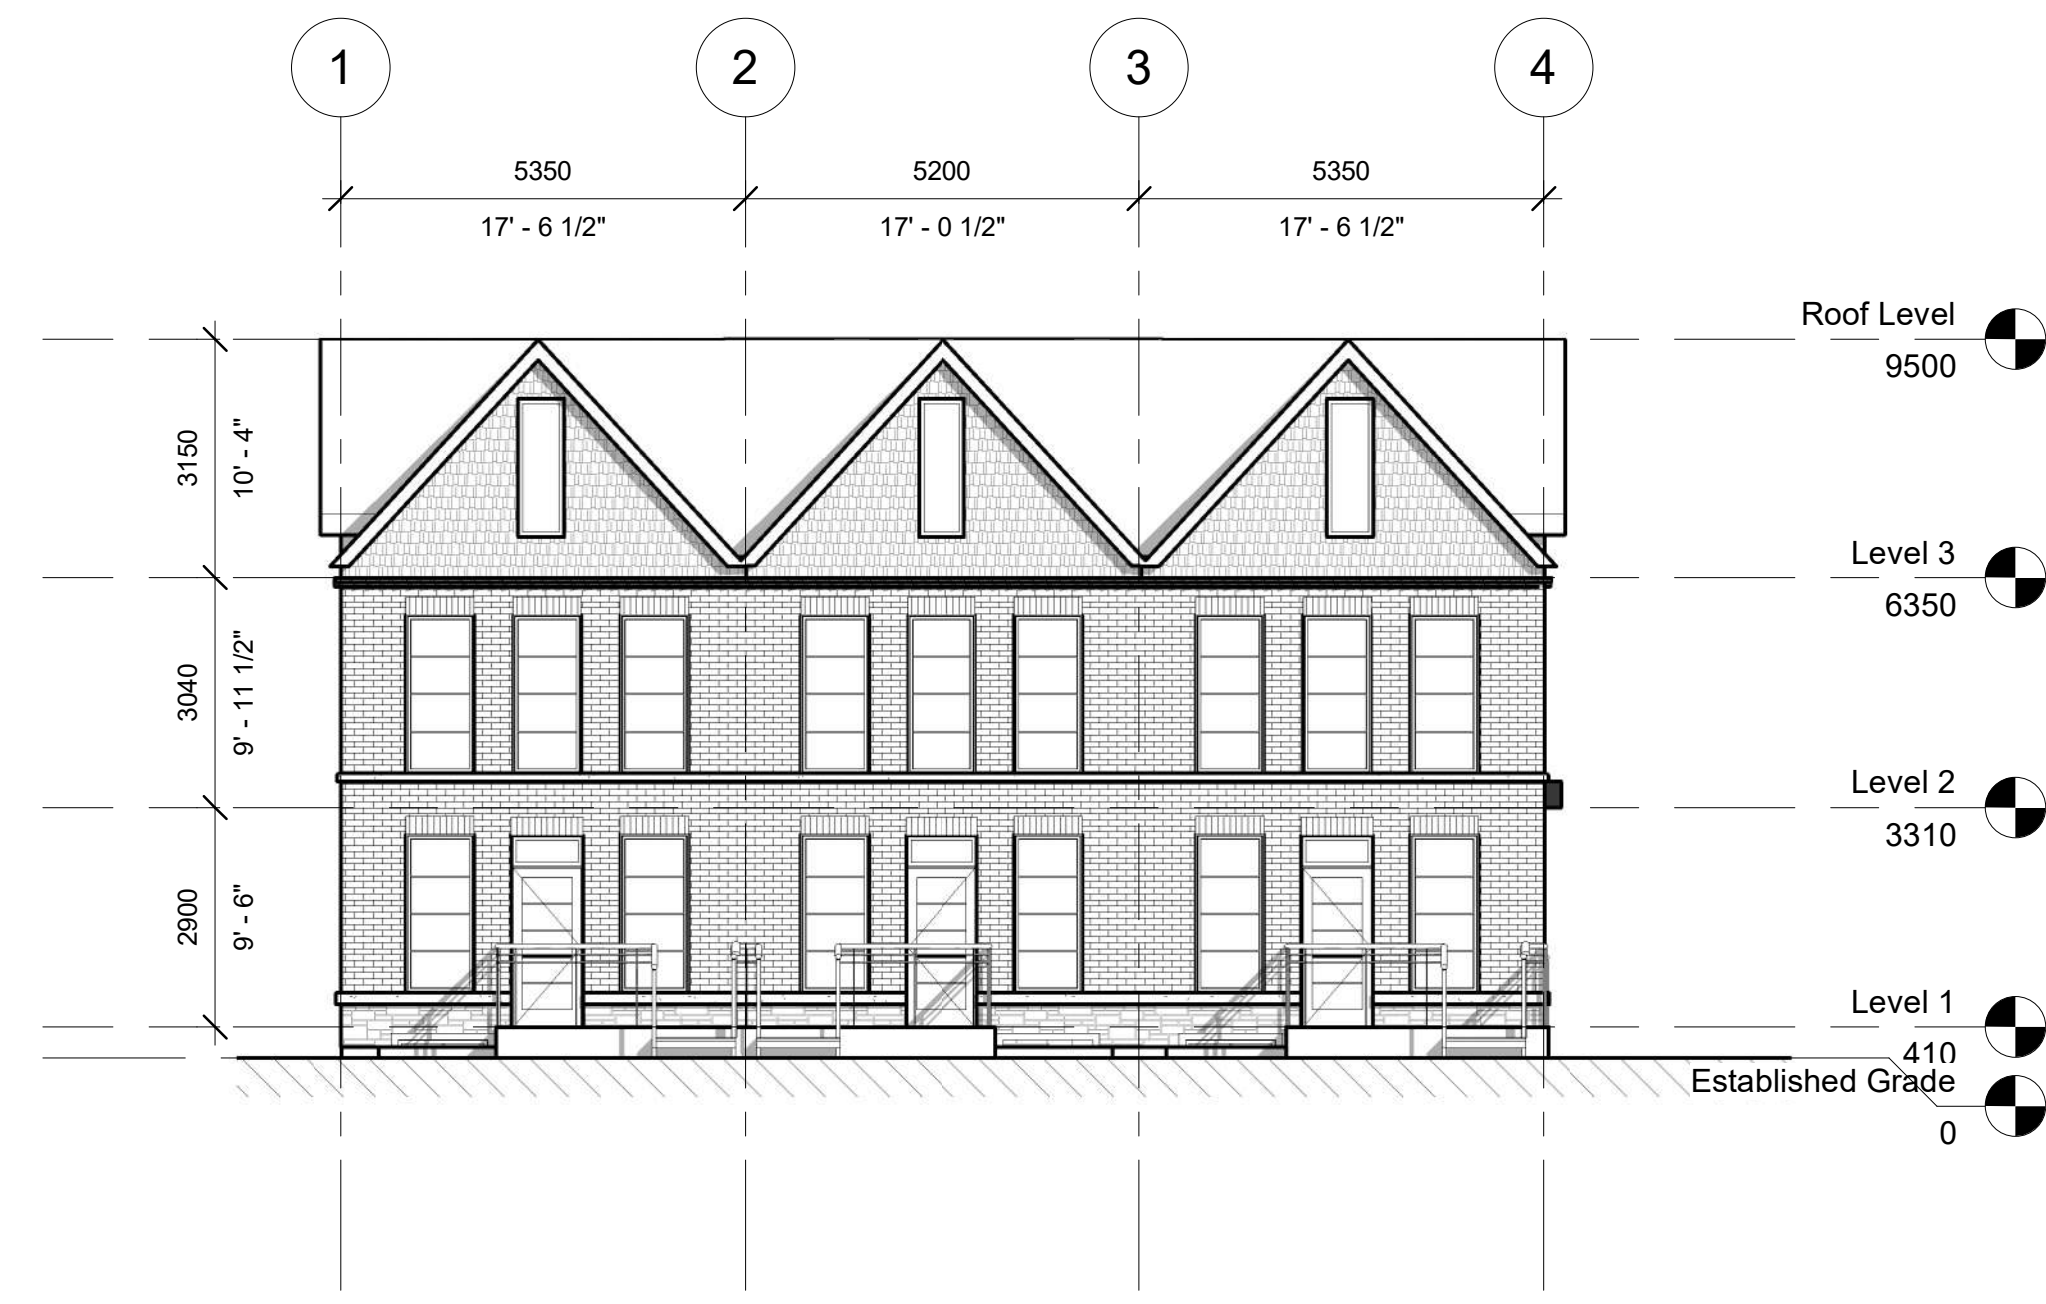 1
2
3
4
5350
5200
5350
17' - 6 1/2"
17' - 0 1/2"
17' - 6 1/2"
Roof Level
9500
3150
10' - 4"
Level 3
6350
3040
9' - 11 1/2"
Level 2
3310
2900
9' - 6"
Level 1
410
Established Grade
0